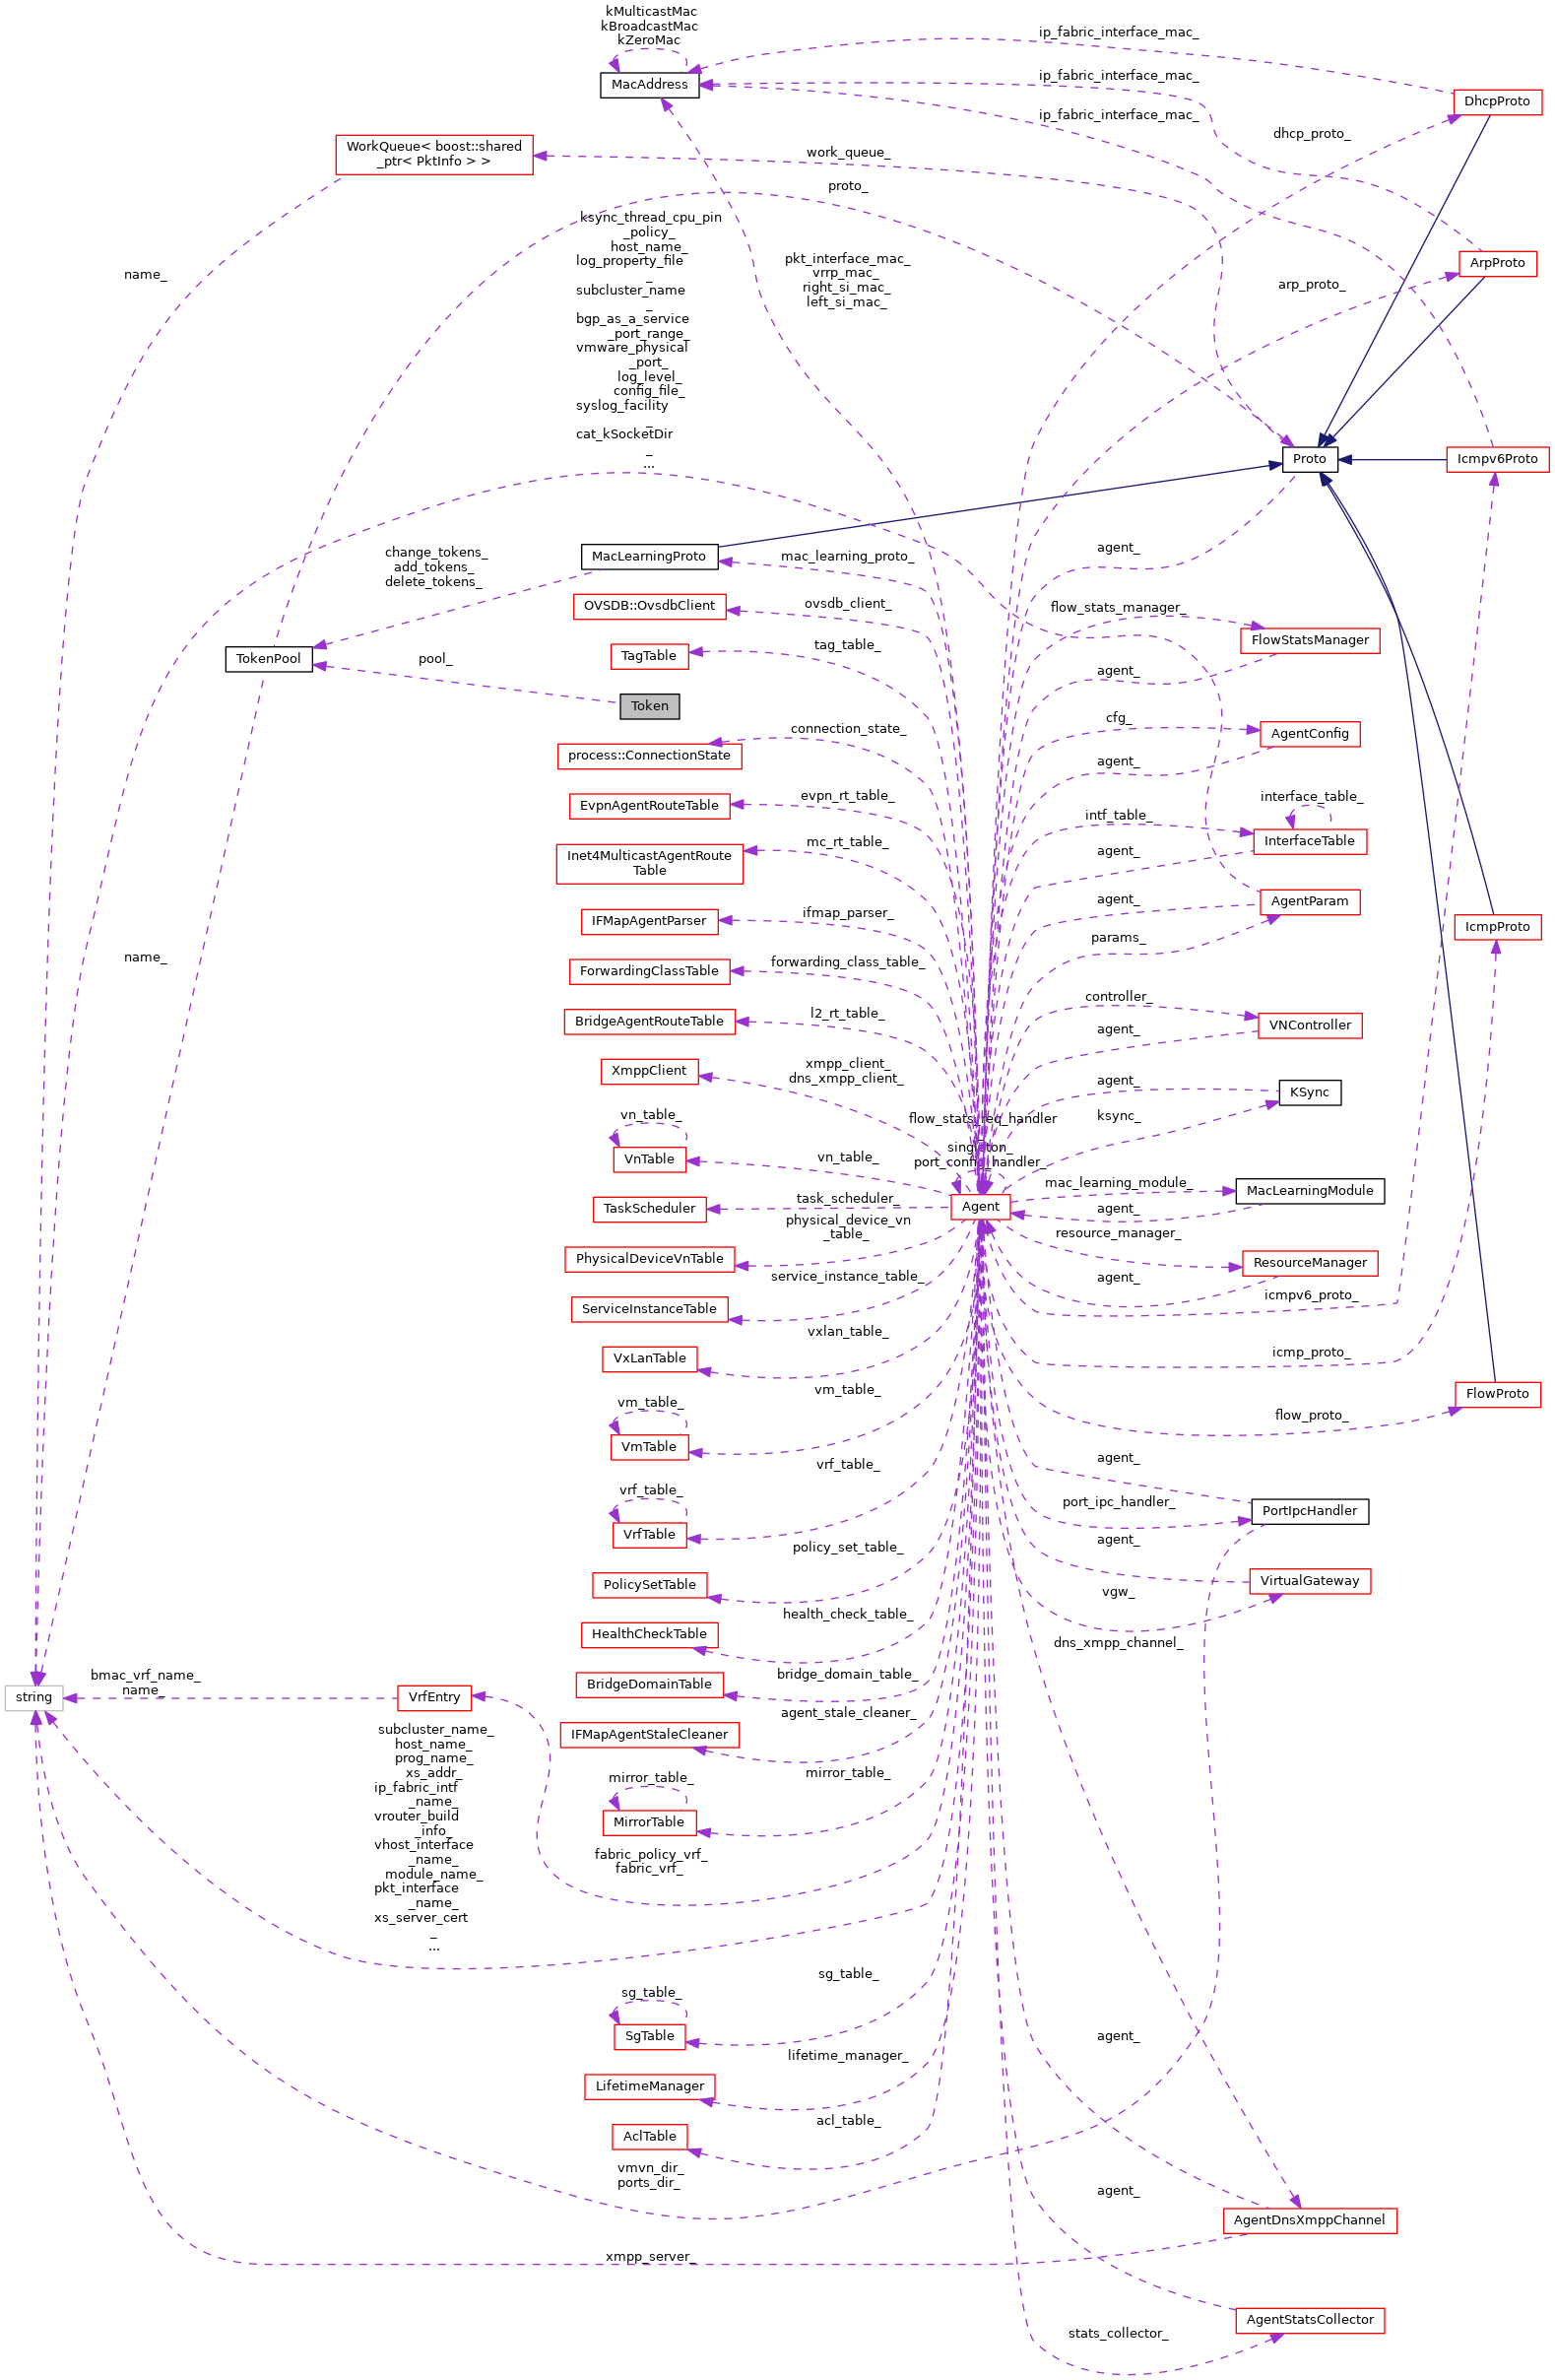 kMulticastMac
kBroadcastMac
kZeroMac
ip_fabric_interface_mac_
MacAddress
ip_fabric_interface_mac_
DhcpProto
ip_fabric_interface_mac_
dhcp_proto_
WorkQueue< boost::shared
_ptr< PktInfo > >
work_queue_
proto_
ksync_thread_cpu_pin
_policy_
host_name_
log_property_file
_
subcluster_name
_
bgp_as_a_service
_port_range_
vmware_physical
_port_
log_level_
config_file_
syslog_facility
_
cat_kSocketDir
_
...
name_
pkt_interface_mac_
vrrp_mac_
right_si_mac_
left_si_mac_
ArpProto
arp_proto_
Proto
Icmpv6Proto
change_tokens_
add_tokens_
delete_tokens_
MacLearningProto
mac_learning_proto_
agent_
OVSDB::OvsdbClient
ovsdb_client_
flow_stats_manager_
FlowStatsManager
TokenPool
pool_
TagTable
tag_table_
agent_
Token
process::ConnectionState
connection_state_
cfg_
AgentConfig
agent_
EvpnAgentRouteTable
evpn_rt_table_
interface_table_
intf_table_
InterfaceTable
Inet4MulticastAgentRoute
Table
mc_rt_table_
agent_
IFMapAgentParser
ifmap_parser_
agent_
AgentParam
params_
IcmpProto
name_
ForwardingClassTable
forwarding_class_table_
BridgeAgentRouteTable
l2_rt_table_
controller_
VNController
agent_
XmppClient
xmpp_client_
dns_xmpp_client_
agent_
KSync
ksync_
flow_stats_req_handler
_
singleton_
port_config_handler_
vn_table_
VnTable
vn_table_
TaskScheduler
task_scheduler_
Agent
mac_learning_module_
MacLearningModule
agent_
PhysicalDeviceVnTable
physical_device_vn
_table_
resource_manager_
ResourceManager
agent_
ServiceInstanceTable
service_instance_table_
icmpv6_proto_
VxLanTable
vxlan_table_
icmp_proto_
vm_table_
VmTable
vm_table_
FlowProto
flow_proto_
vrf_table_
VrfTable
vrf_table_
agent_
port_ipc_handler_
PortIpcHandler
PolicySetTable
policy_set_table_
agent_
VirtualGateway
vgw_
HealthCheckTable
health_check_table_
dns_xmpp_channel_
string
bmac_vrf_name_
name_
VrfEntry
BridgeDomainTable
bridge_domain_table_
IFMapAgentStaleCleaner
agent_stale_cleaner_
subcluster_name_
host_name_
prog_name_
xs_addr_
ip_fabric_intf
_name_
vrouter_build
_info_
vhost_interface
_name_
module_name_
pkt_interface
_name_
xs_server_cert
_
...
mirror_table_
MirrorTable
mirror_table_
fabric_policy_vrf_
fabric_vrf_
sg_table_
SgTable
sg_table_
LifetimeManager
lifetime_manager_
agent_
AclTable
acl_table_
vmvn_dir_
ports_dir_
agent_
AgentDnsXmppChannel
xmpp_server_
AgentStatsCollector
stats_collector_